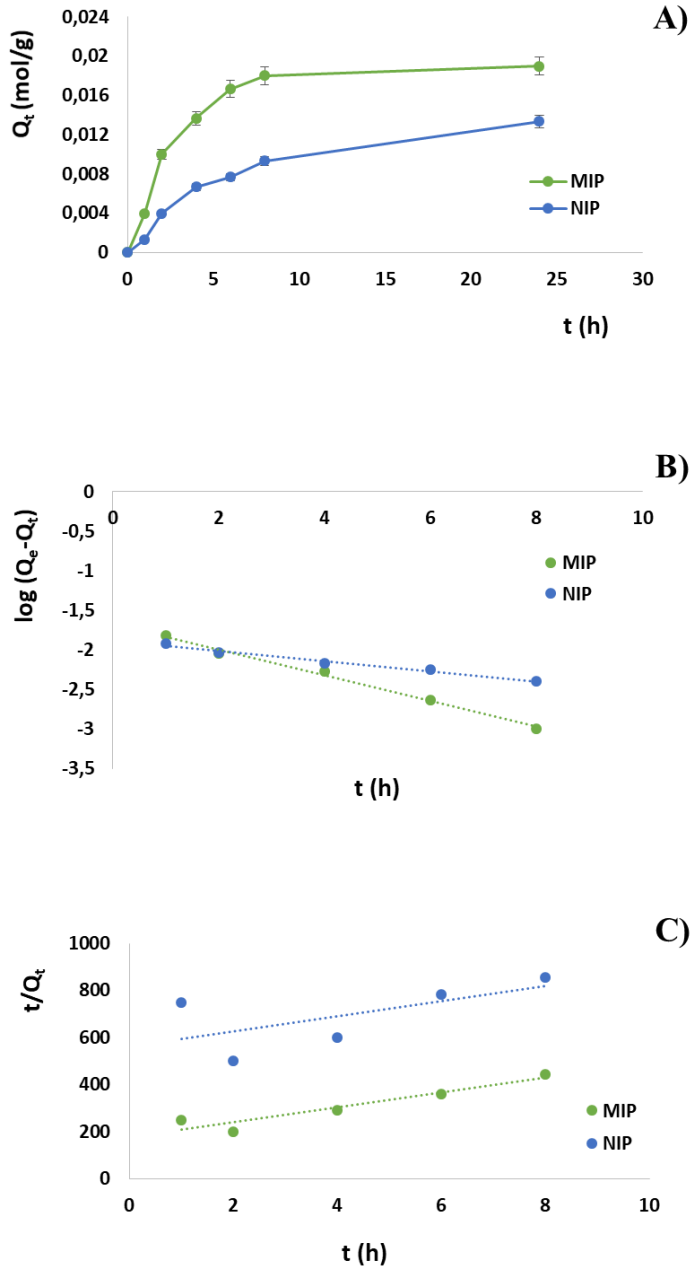 A)
Qt (mol/g)
0,024
0,02
0,016
0,012
0,008
0,004
0
0 5 10 15 20 25 30
MIP
NIP
t (h)
B)
log (Qe-Qt)
0
-0,5
-1
-1,5
-2
-2,5
-3
-3,5
0 2 4 6 8 10
MIP
NIP
t (h)
C)
t/Qt
1000
800
600
400
200
0
0 2 4 6 8 10
MIP
NIP
t (h)